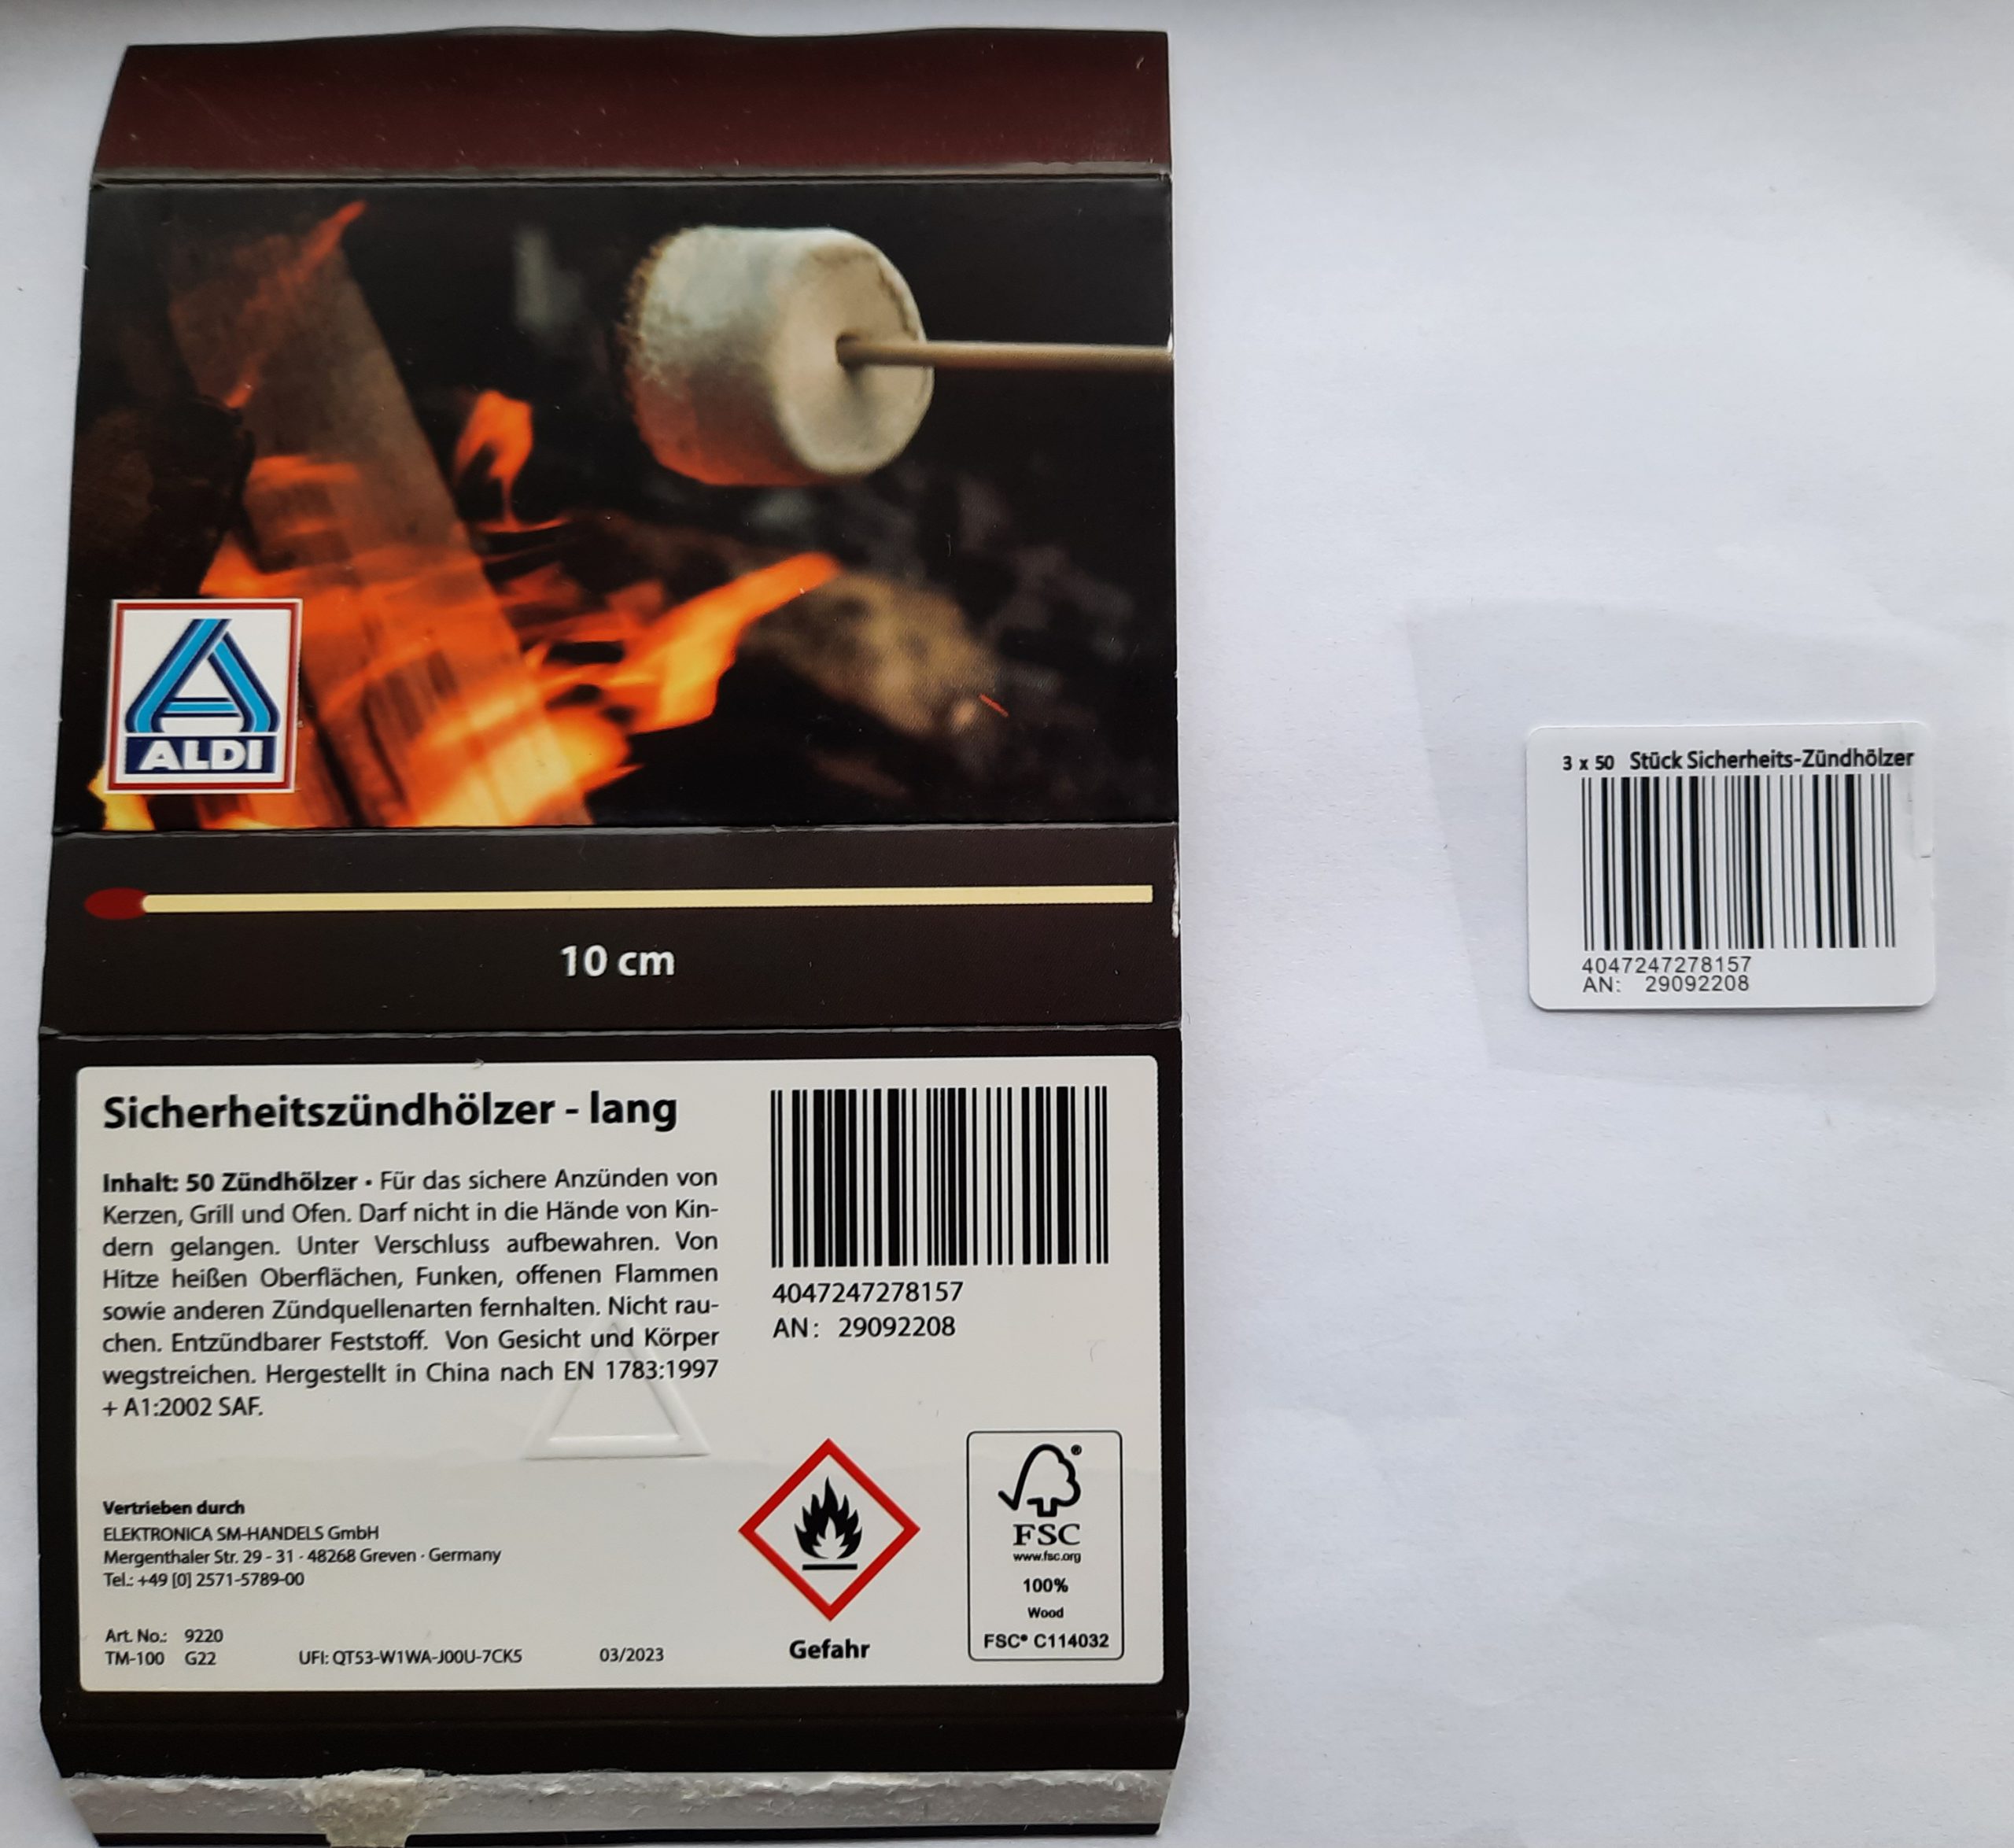 ALDI
10 cm
Sicherheitszündhölzer - lang
Inhalt: 50 Zündhölzer · Für das sichere Anzünden von
Kerzen, Grill und Ofen. Darf nicht in die Hände von Kin-
dern gelangen. Unter Verschluss aufbewahren. Von
Hitze heißen Oberflächen, Funken, offenen Flammen
sowie anderen Zündquellenarten fernhalten. Nicht rau-
chen. Entzündbarer Feststoff. Von Gesicht und Körper
wegstreichen. Hergestellt in China nach EN 1783:1997
+ A1:2002 SAF.
Vertrieben durch
ELEKTRONICA SM-HANDELS GmbH
Mergenthaler Str. 29 - 31 · 48268 Greven · Germany
Tel.: +49 [0] 2571-5789-00
Art. No.: 9220
TM-100 G22
UFI: QT53-W1WA-J00U-7CK5
03/2023
4047247278157
AN: 29092208
Gefahr
®
FSC
www.fsc.org
100%
Wood
FSC® C114032
3 x 50 Stück Sicherheits-Zündhölzer
4047247278157
AN: 29092208